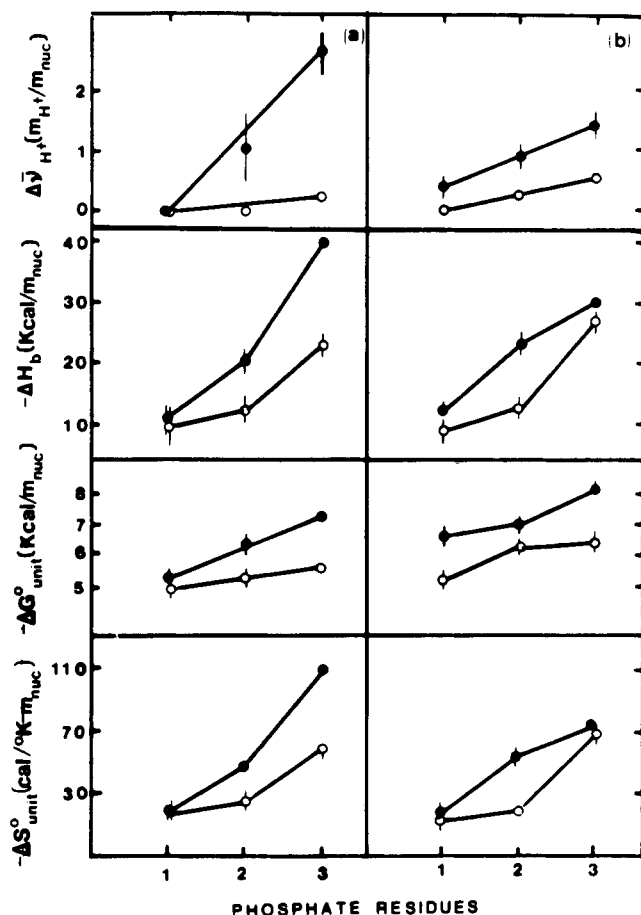 (a)
(b)
Δν̄H⁺(mH⁺/mnuc)
2
1
0
-ΔHb(Kcal/mnuc)
40
30
20
10
-ΔG°unit(Kcal/mnuc)
8
7
6
5
-ΔS°unit(cal/°K-mnuc)
110
70
30
1 2 3 1 2 3
PHOSPHATE RESIDUES